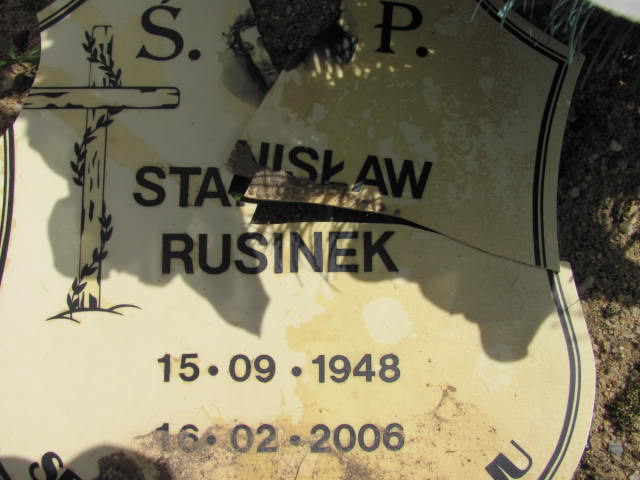 Ś. P.
STANISŁAW
RUSINEK
15•09•1948
16•02•2006